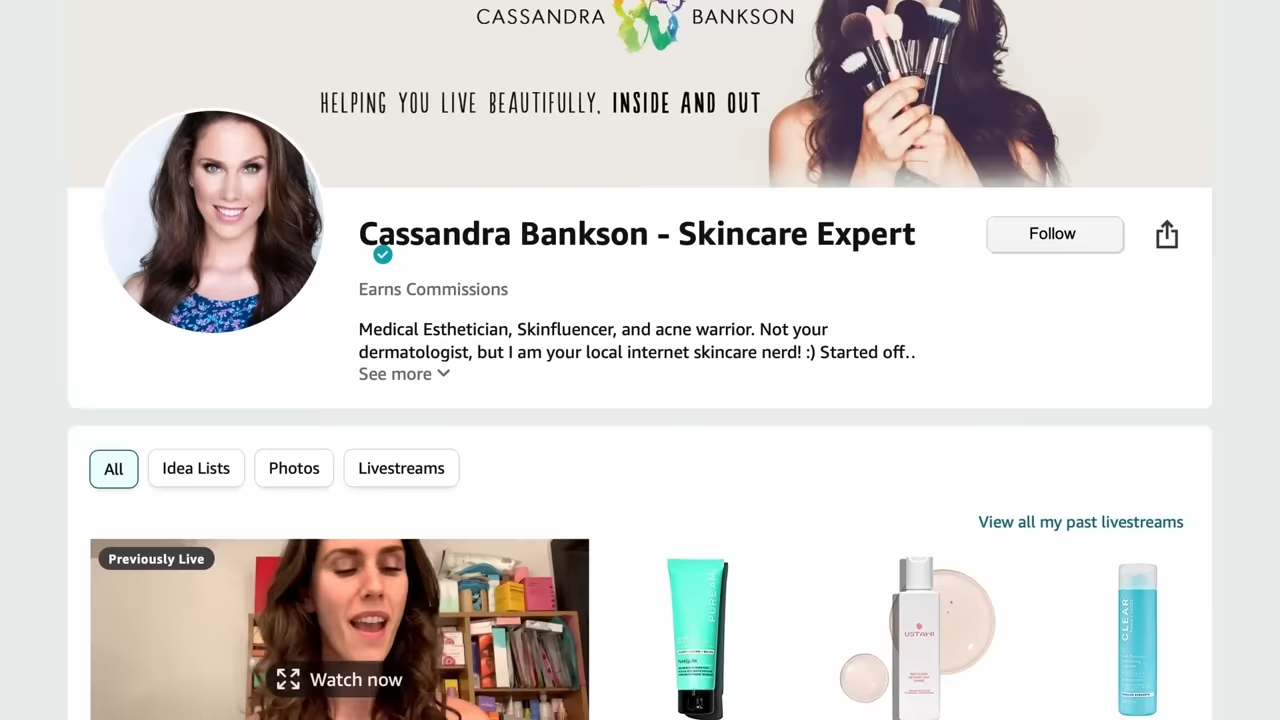 CASSANDRA BANKSON
HELPING YOU LIVE BEAUTIFULLY, INSIDE AND OUT
Cassandra Bankson - Skincare Expert
Follow
Earns Commissions
Medical Esthetician, Skinfluencer, and acne warrior. Not your
dermatologist, but I am your local internet skincare nerd! :) Started off..
See more
All
Idea Lists
Photos
Livestreams
View all my past livestreams
Previously Live
Watch now
CLEAR